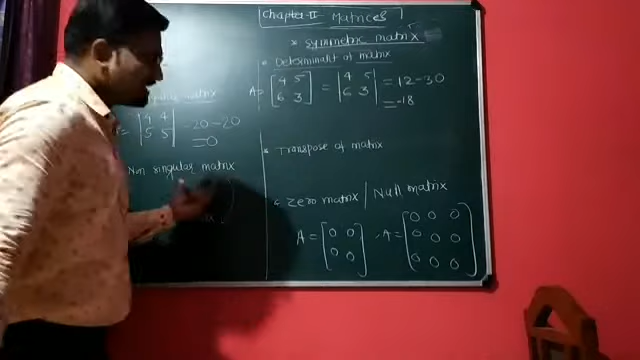 Chapter-II Matrices
* Symmetric matrix
* Determinant of matrix
A= [4 5 = |4 5| = 12-30
6 3] |6 3| = -18
matrix
= |4 4| = 20-20
|5 5| = 0
Non singular matrix
* Transpose of matrix
* Zero matrix / Null matrix
A = [0 0 , A = [0 0 0
0 0] 0 0 0
0 0 0]